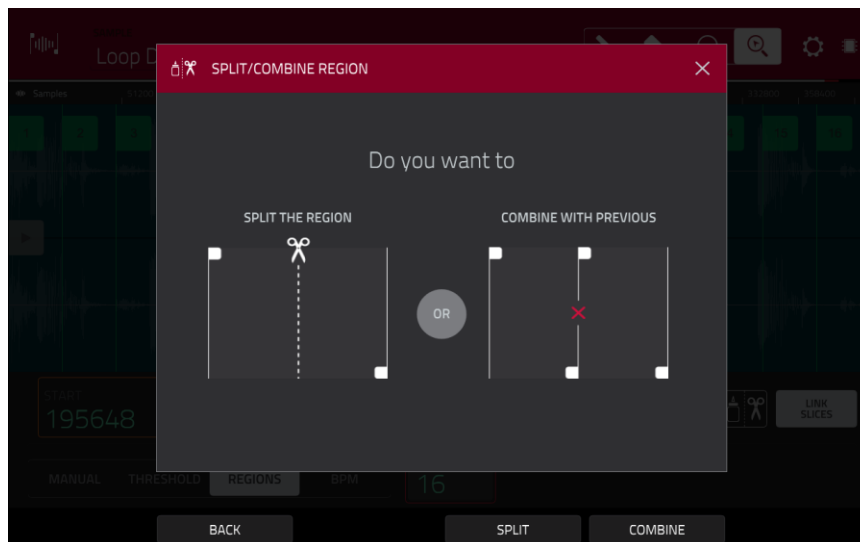 Loop D
SPLIT/COMBINE REGION
Samples
Do you want to
SPLIT THE REGION
COMBINE WITH PREVIOUS
OR
START
195648
LINK
SLICES
MANUAL
THRESHOLD
REGIONS
BPM
16
BACK
SPLIT
COMBINE